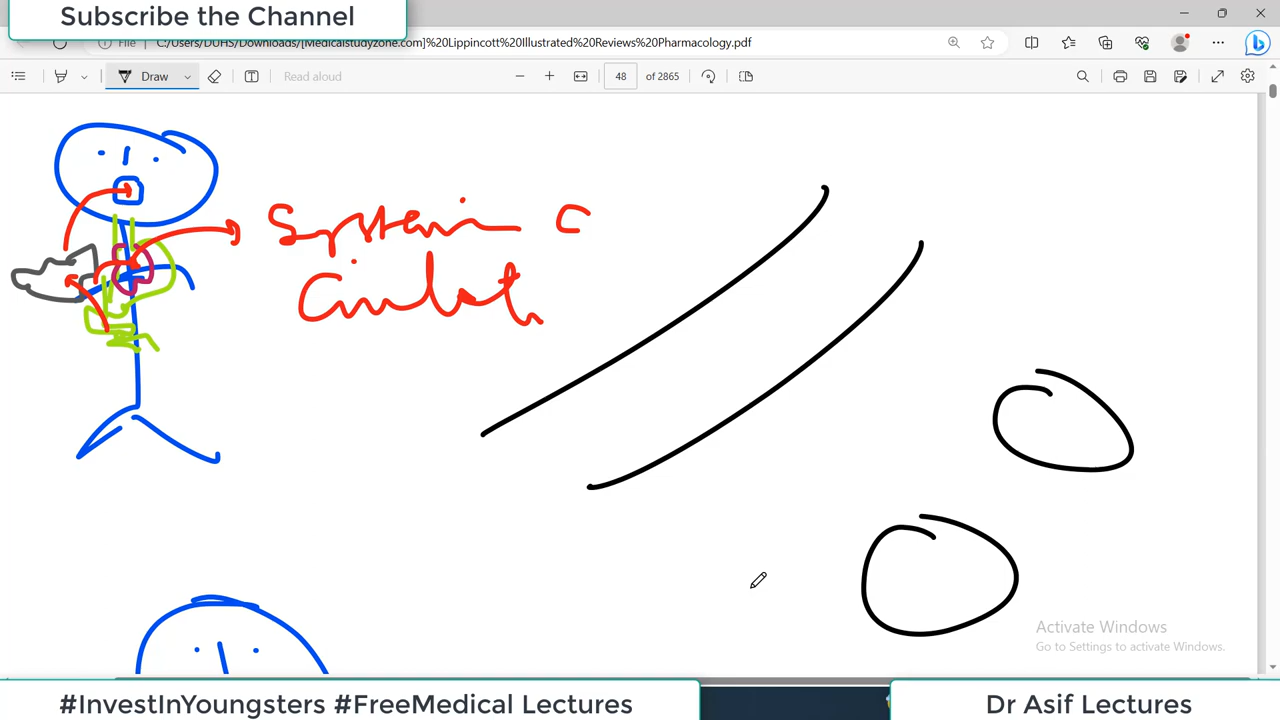 Subscribe the Channel
File C:/Users/DUHS/Downloads/[Medicalstudyzone.com]%20Lippincott%20Illustrated%20Reviews%20Pharmacology.pdf
Draw Read aloud 48 of 2865
Systemic C
Activate Windows
Go to Settings to activate Windows.
#InvestInYoungsters #FreeMedical Lectures
Dr Asif Lectures